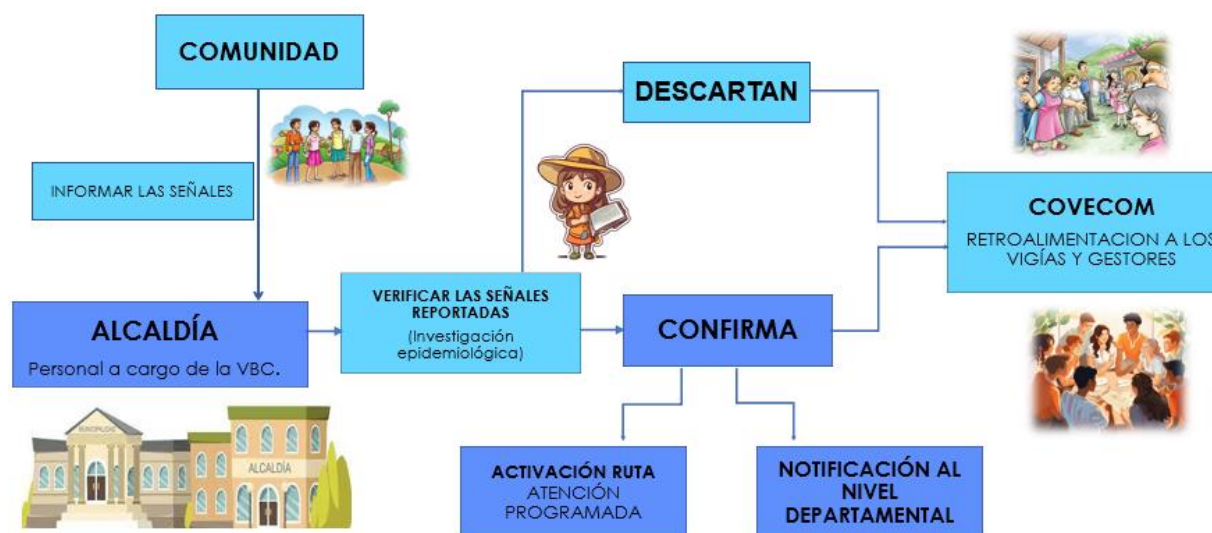 COMUNIDAD
INFORMAR LAS SEÑALES
ALCALDÍA
Personal a cargo de la VBC.
MUNICIPALIDAD
ALCALDÍA
VERIFICAR LAS SEÑALES
REPORTADAS
(Investigación
epidemiológica)
DESCARTAN
CONFIRMA
ACTIVACIÓN RUTA
ATENCIÓN
PROGRAMADA
NOTIFICACIÓN AL
NIVEL
DEPARTAMENTAL
COVECOM
RETROALIMENTACION A LOS
VIGÍAS Y GESTORES